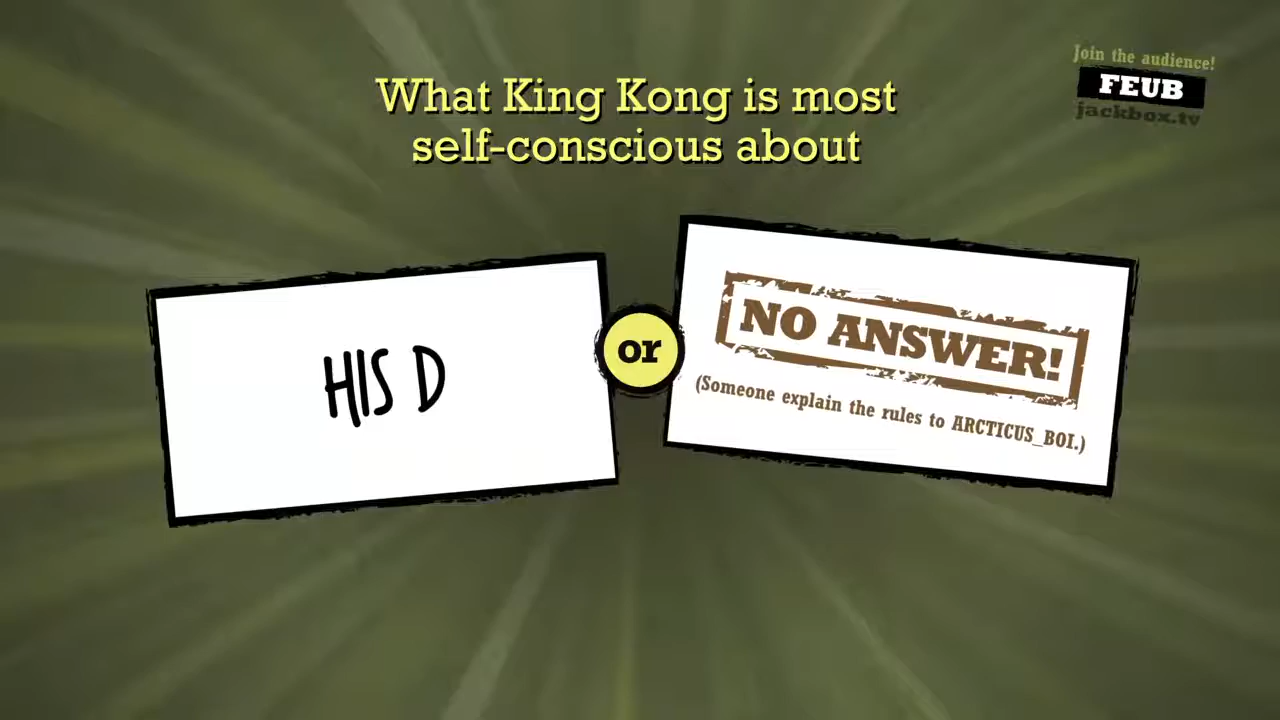 Join the audience!
FEUB
jackbox.tv
What King Kong is most
self-conscious about
HIS D
or
NO ANSWER!
(Someone explain the rules to ARCTICUS_BOI.)